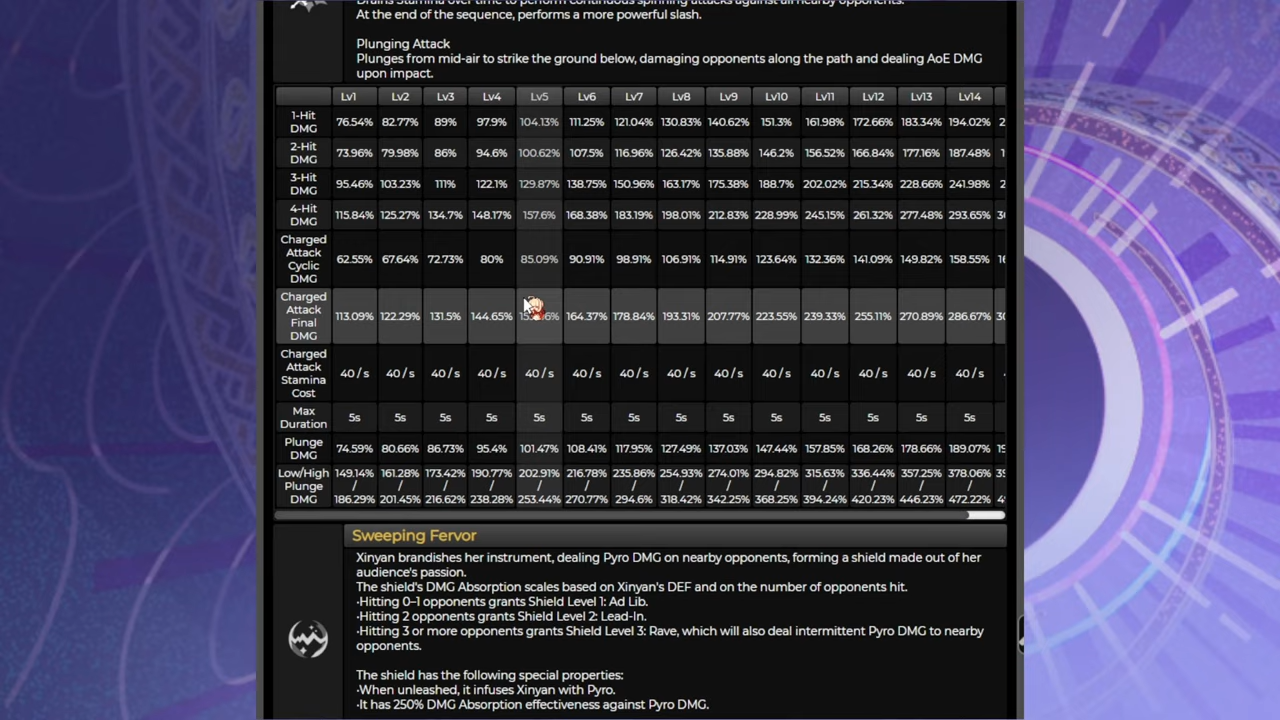 Drains Stamina over time to perform continuous spinning attacks against all nearby opponents.
At the end of the sequence, performs a more powerful slash.
Plunging Attack
Plunges from mid-air to strike the ground below, damaging opponents along the path and dealing AoE DMG
upon impact.
Lv1 Lv2 Lv3 Lv4 Lv5 Lv6 Lv7 Lv8 Lv9 Lv10 Lv11 Lv12 Lv13 Lv14
1-Hit
DMG
76.54% 82.77% 89% 97.9% 104.13% 111.25% 121.04% 130.83% 140.62% 151.3% 161.98% 172.66% 183.34% 194.02%
2-Hit
DMG
73.96% 79.98% 86% 94.6% 100.62% 107.5% 116.96% 126.42% 135.88% 146.2% 156.52% 166.84% 177.16% 187.48%
3-Hit
DMG
95.46% 103.23% 111% 122.1% 129.87% 138.75% 150.96% 163.17% 175.38% 188.7% 202.02% 215.34% 228.66% 241.98%
4-Hit
DMG
115.84% 125.27% 134.7% 148.17% 157.6% 168.38% 183.19% 198.01% 212.83% 228.99% 245.15% 261.32% 277.48% 293.65%
Charged
Attack
Cyclic
DMG
62.55% 67.64% 72.73% 80% 85.09% 90.91% 98.91% 106.91% 114.91% 123.64% 132.36% 141.09% 149.82% 158.55%
Charged
Attack
Final
DMG
113.09% 122.29% 131.5% 144.65% 164.37% 178.84% 193.31% 207.77% 223.55% 239.33% 255.11% 270.89% 286.67%
Charged
Attack
Stamina
Cost
40 / s 40 / s 40 / s 40 / s 40 / s 40 / s 40 / s 40 / s 40 / s 40 / s 40 / s 40 / s 40 / s 40 / s
Max
Duration
5s 5s 5s 5s 5s 5s 5s 5s 5s 5s 5s 5s 5s 5s
Plunge
DMG
74.59% 80.66% 86.73% 95.4% 101.47% 108.41% 117.95% 127.49% 137.03% 147.44% 157.85% 168.26% 178.66% 189.07%
Low/High
Plunge
DMG
149.14% 161.28% 173.42% 190.77% 202.91% 216.78% 235.86% 254.93% 274.01% 294.82% 315.63% 336.44% 357.25% 378.06%
/ / / / / / / / / / / / / /
186.29% 201.45% 216.62% 238.28% 253.44% 270.77% 294.6% 318.42% 342.25% 368.25% 394.24% 420.23% 446.23% 472.22%
Sweeping Fervor
Xinyan brandishes her instrument, dealing Pyro DMG on nearby opponents, forming a shield made out of her
audience's passion.
The shield's DMG Absorption scales based on Xinyan's DEF and on the number of opponents hit.
·Hitting 0–1 opponents grants Shield Level 1: Ad Lib.
·Hitting 2 opponents grants Shield Level 2: Lead-In.
·Hitting 3 or more opponents grants Shield Level 3: Rave, which will also deal intermittent Pyro DMG to nearby
opponents.
The shield has the following special properties:
·When unleashed, it infuses Xinyan with Pyro.
·It has 250% DMG Absorption effectiveness against Pyro DMG.